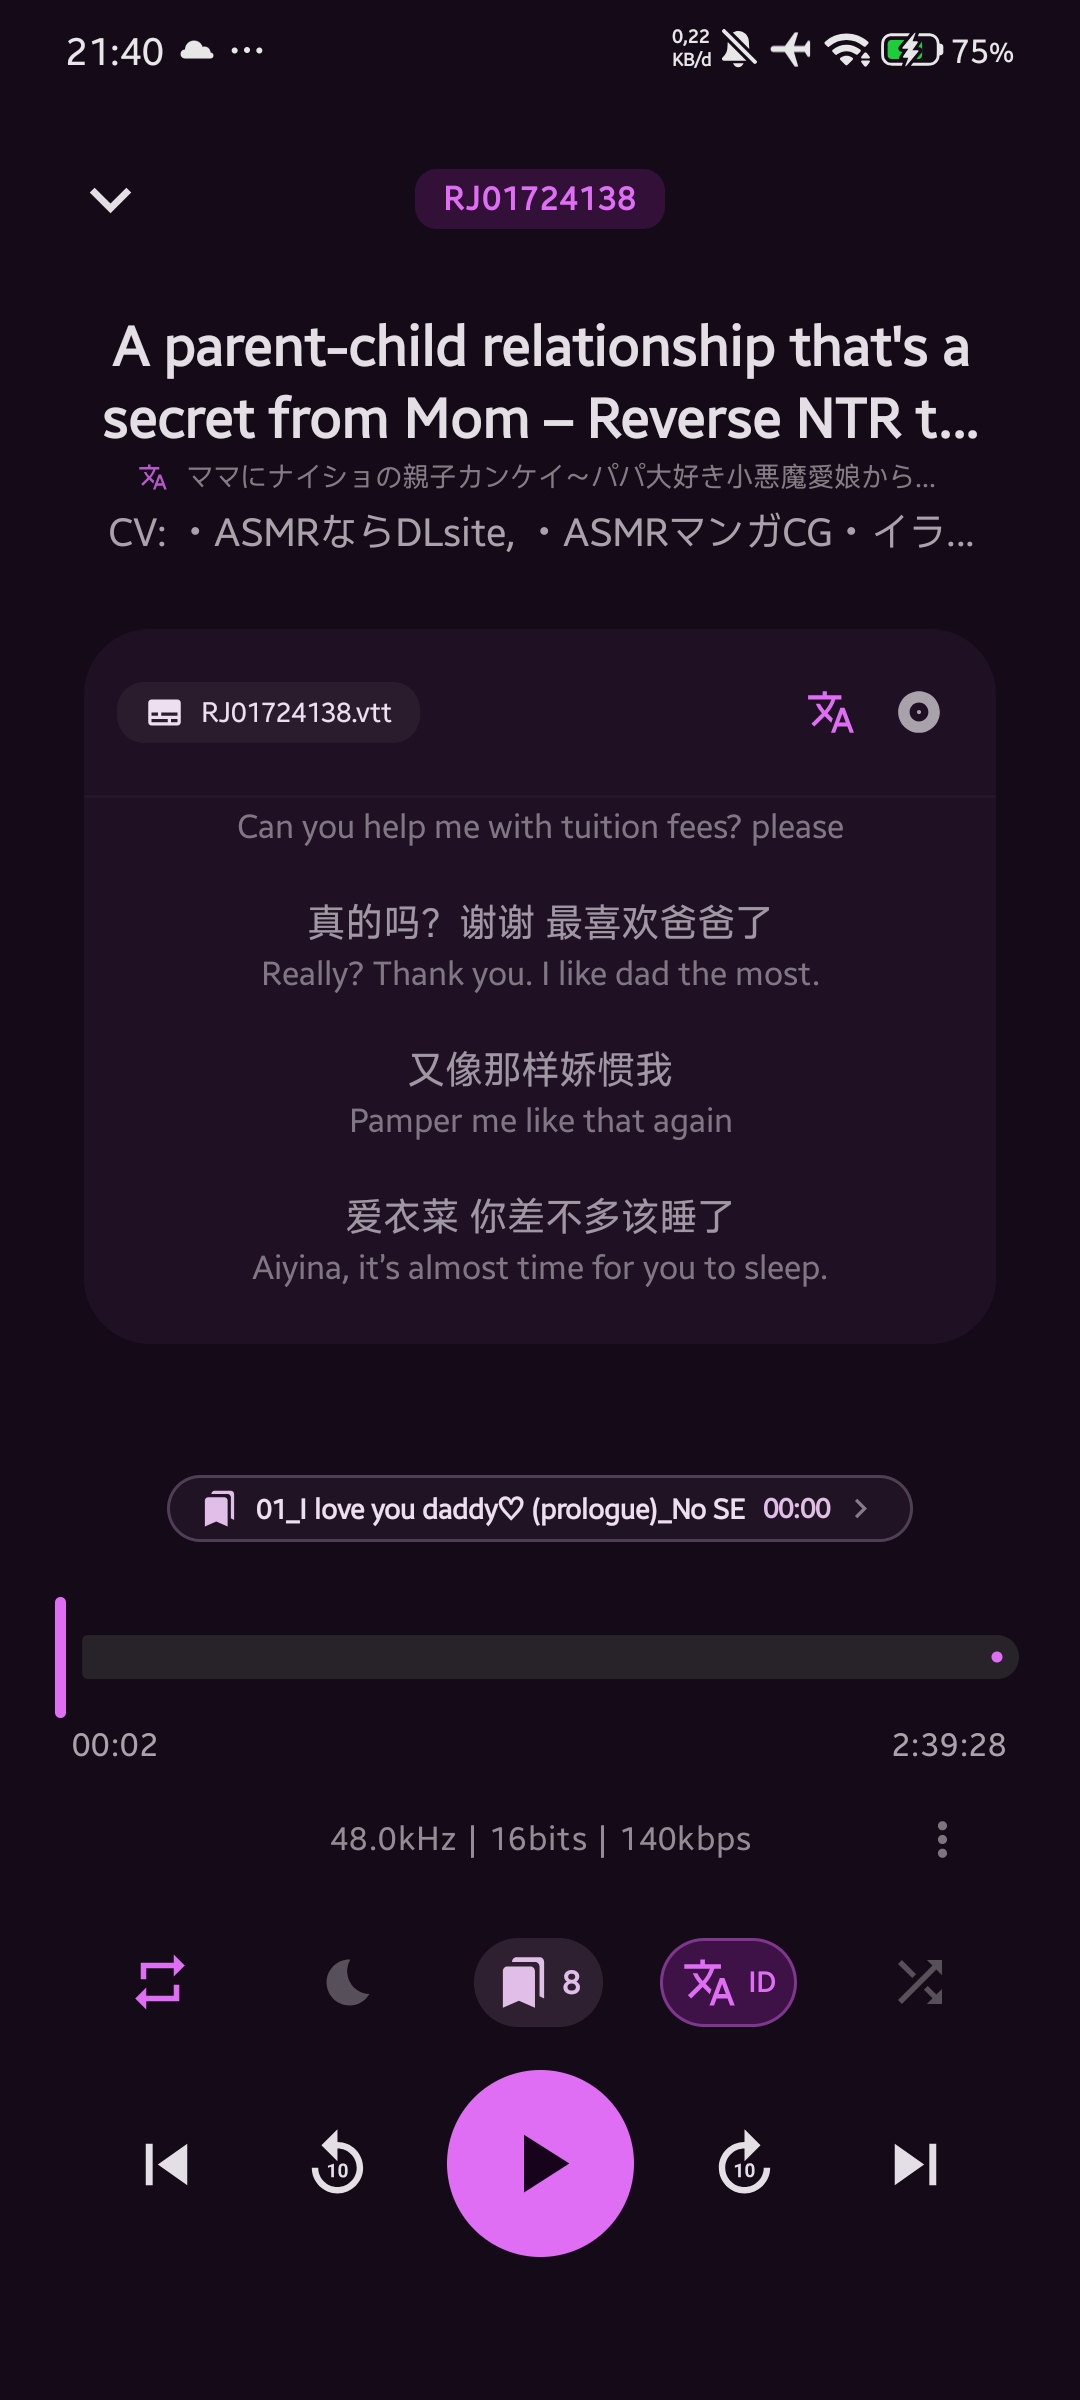 21:40
0,22
KB/d
75%
RJ01724138
A parent-child relationship that's a
secret from Mom – Reverse NTR t...
ママにナイショの親子カンケイ～パパ大好き小悪魔愛娘から...
CV: ・ASMRならDLsite, ・ASMRマンガCG・イラ...
RJ01724138.vtt
Can you help me with tuition fees? please
真的吗？谢谢 最喜欢爸爸了
Really? Thank you. I like dad the most.
又像那样娇惯我
Pamper me like that again
爱衣菜 你差不多该睡了
Aiyina, it's almost time for you to sleep.
01_I love you daddy♡ (prologue)_No SE 00:00
00:02
2:39:28
48.0kHz | 16bits | 140kbps
8
ID
10
10